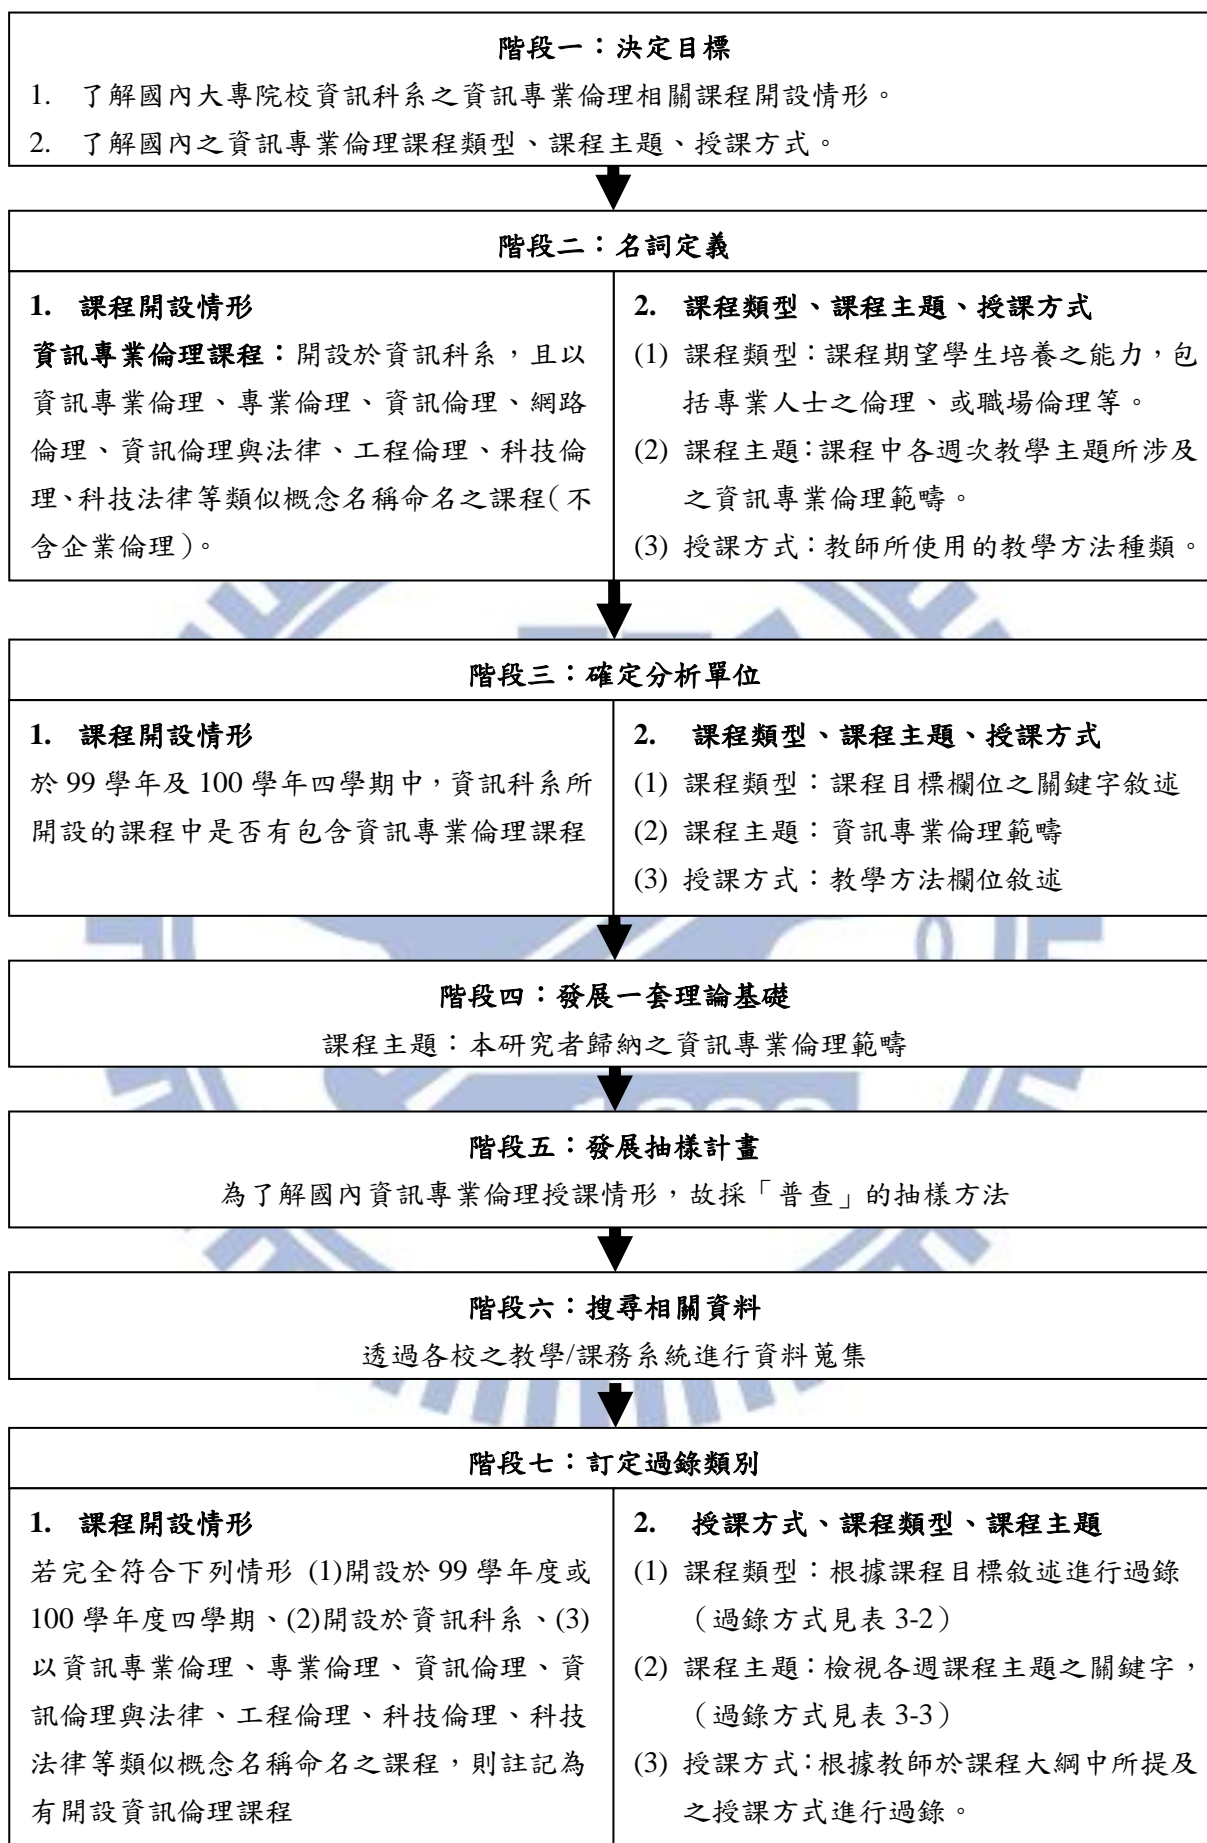 階段一：決定目標
1. 了解國內大專院校資訊科系之資訊專業倫理相關課程開設情形。
2. 了解國內之資訊專業倫理課程類型、課程主題、授課方式。
階段二：名詞定義
1. 課程開設情形
資訊專業倫理課程：開設於資訊科系，且以
資訊專業倫理、專業倫理、資訊倫理、網路
倫理、資訊倫理與法律、工程倫理、科技倫
理、科技法律等類似概念名稱命名之課程（不
含企業倫理）。
2. 課程類型、課程主題、授課方式
(1) 課程類型：課程期望學生培養之能力，包
括專業人士之倫理、或職場倫理等。
(2) 課程主題：課程中各週次教學主題所涉及
之資訊專業倫理範疇。
(3) 授課方式：教師所使用的教學方法種類。
階段三：確定分析單位
1. 課程開設情形
於 99 學年及 100 學年四學期中，資訊科系所
開設的課程中是否有包含資訊專業倫理課程
2. 課程類型、課程主題、授課方式
(1) 課程類型：課程目標欄位之關鍵字敘述
(2) 課程主題：資訊專業倫理範疇
(3) 授課方式：教學方法欄位敘述
階段四：發展一套理論基礎
課程主題：本研究者歸納之資訊專業倫理範疇
階段五：發展抽樣計畫
為了解國內資訊專業倫理授課情形，故採「普查」的抽樣方法
階段六：搜尋相關資料
透過各校之教學/課務系統進行資料蒐集
階段七：訂定過錄類別
1. 課程開設情形
若完全符合下列情形 (1)開設於 99 學年度或
100 學年度四學期、(2)開設於資訊科系、(3)
以資訊專業倫理、專業倫理、資訊倫理、資
訊倫理與法律、工程倫理、科技倫理、科技
法律等類似概念名稱命名之課程，則註記為
有開設資訊倫理課程
2. 授課方式、課程類型、課程主題
(1) 課程類型：根據課程目標敘述進行過錄
（過錄方式見表 3-2）
(2) 課程主題：檢視各週課程主題之關鍵字，
（過錄方式見表 3-3）
(3) 授課方式：根據教師於課程大綱中所提及
之授課方式進行過錄。